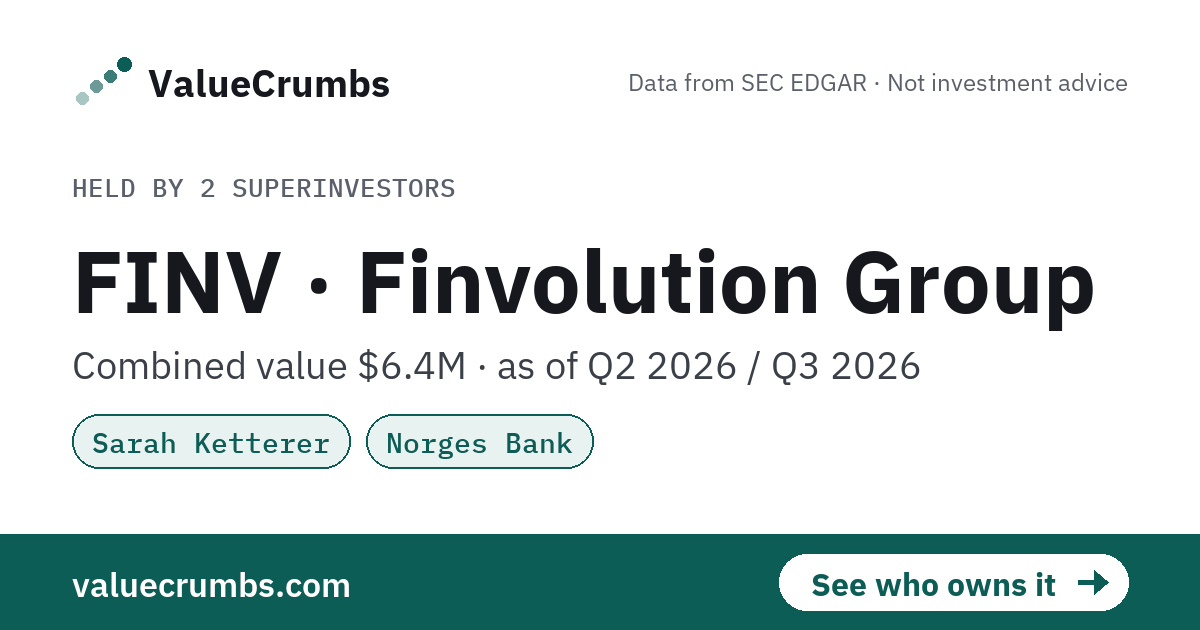 ValueCrumbs
Data from SEC EDGAR · Not investment advice
HELD BY 2 SUPERINVESTORS
FINV · Finvolution Group
Combined value $6.4M · as of Q2 2026 / Q3 2026
Sarah Ketterer
Norges Bank
valuecrumbs.com
See who owns it →